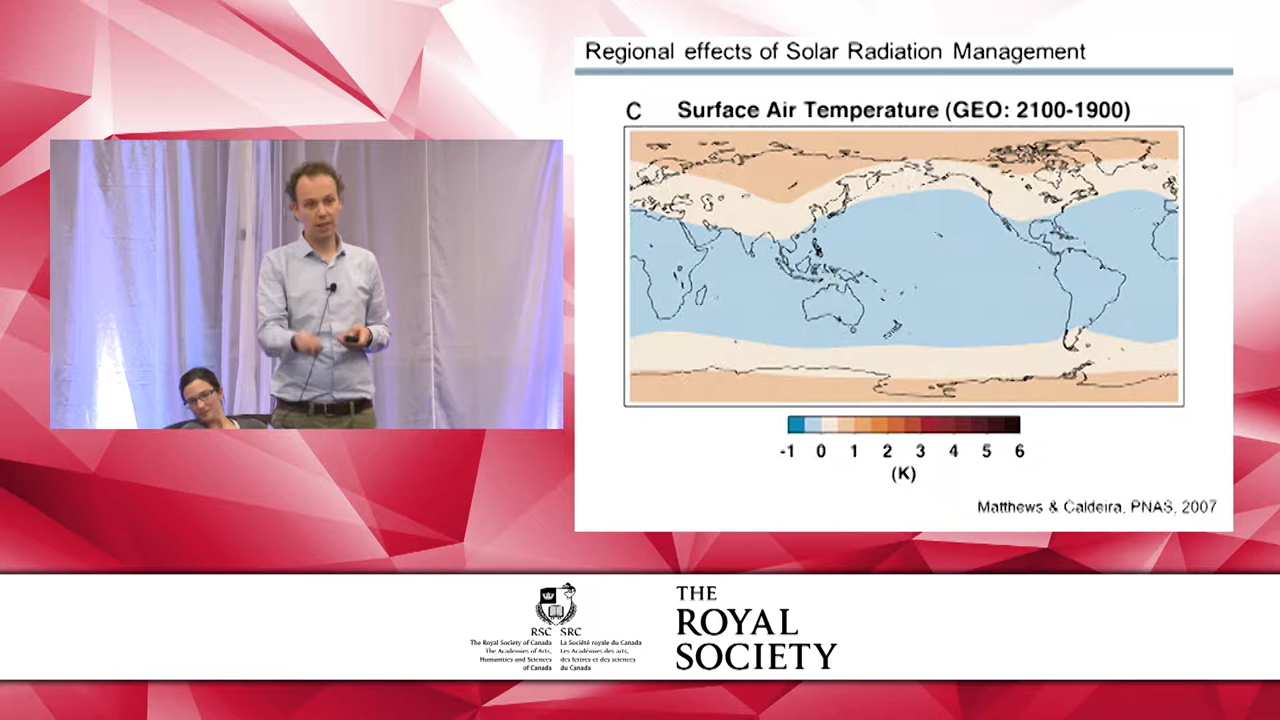 Regional effects of Solar Radiation Management
C Surface Air Temperature (GEO: 2100-1900)
-1 0 1 2 3 4 5 6
(K)
Matthews & Caldeira, PNAS, 2007
RSC SRC
The Royal Society of Canada La Société royale du Canada
The Academies of Arts, Les Académies des arts,
Humanities and Sciences des lettres et des sciences
of Canada du Canada
THE
ROYAL
SOCIETY